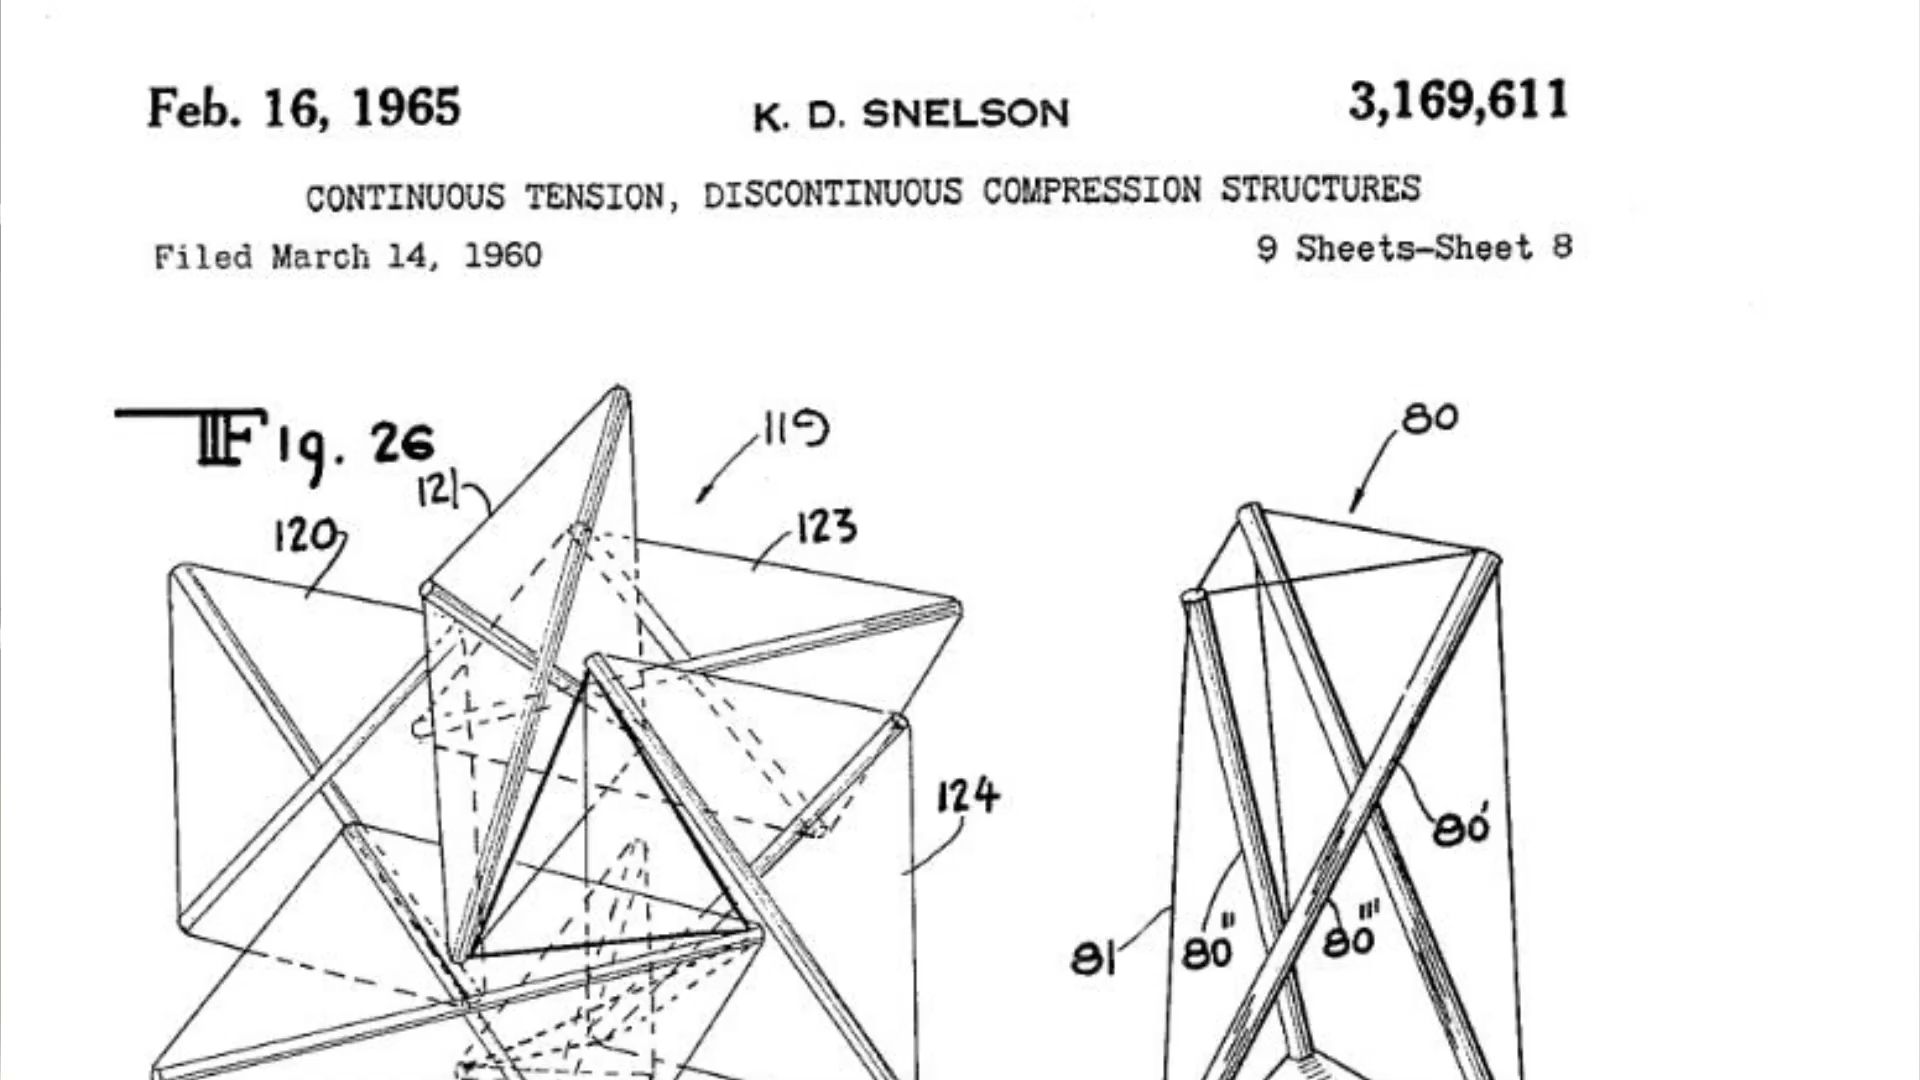 Feb. 16, 1965
K. D. SNELSON
3,169,611
CONTINUOUS TENSION, DISCONTINUOUS COMPRESSION STRUCTURES
Filed March 14, 1960
9 Sheets-Sheet 8
Fig. 26
119
80
121
120
123
124
80'
81
80"
80"'